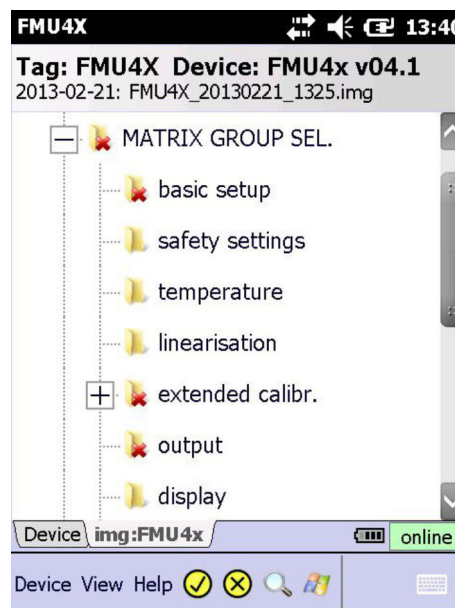 FMU4X 13:40
Tag: FMU4X Device: FMU4x v04.1
2013-02-21: FMU4X_20130221_1325.img
MATRIX GROUP SEL.
basic setup
safety settings
temperature
linearisation
extended calibr.
output
display
Device img:FMU4x online
Device View Help